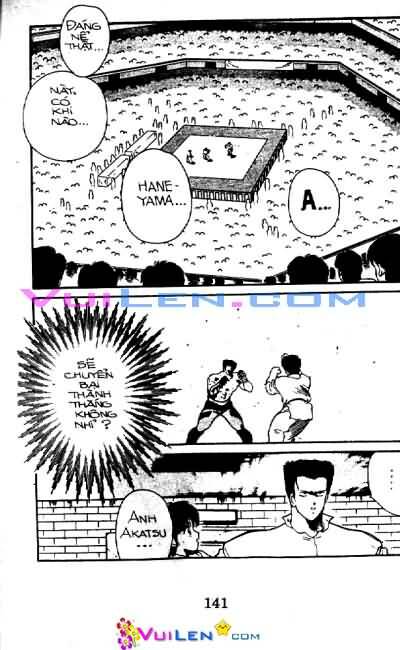 ĐÁNG
NỂ
THẬT...
NÀY,
CÓ
KHI
NÀO...
HANE-
YAMA...
A...
VUILEN.COM
SẼ
CHUYỂN
BẠI
THÀNH
THẮNG
KHÔNG
NHỈ?
ANH
AKATSU...
141
VUILEN.COM